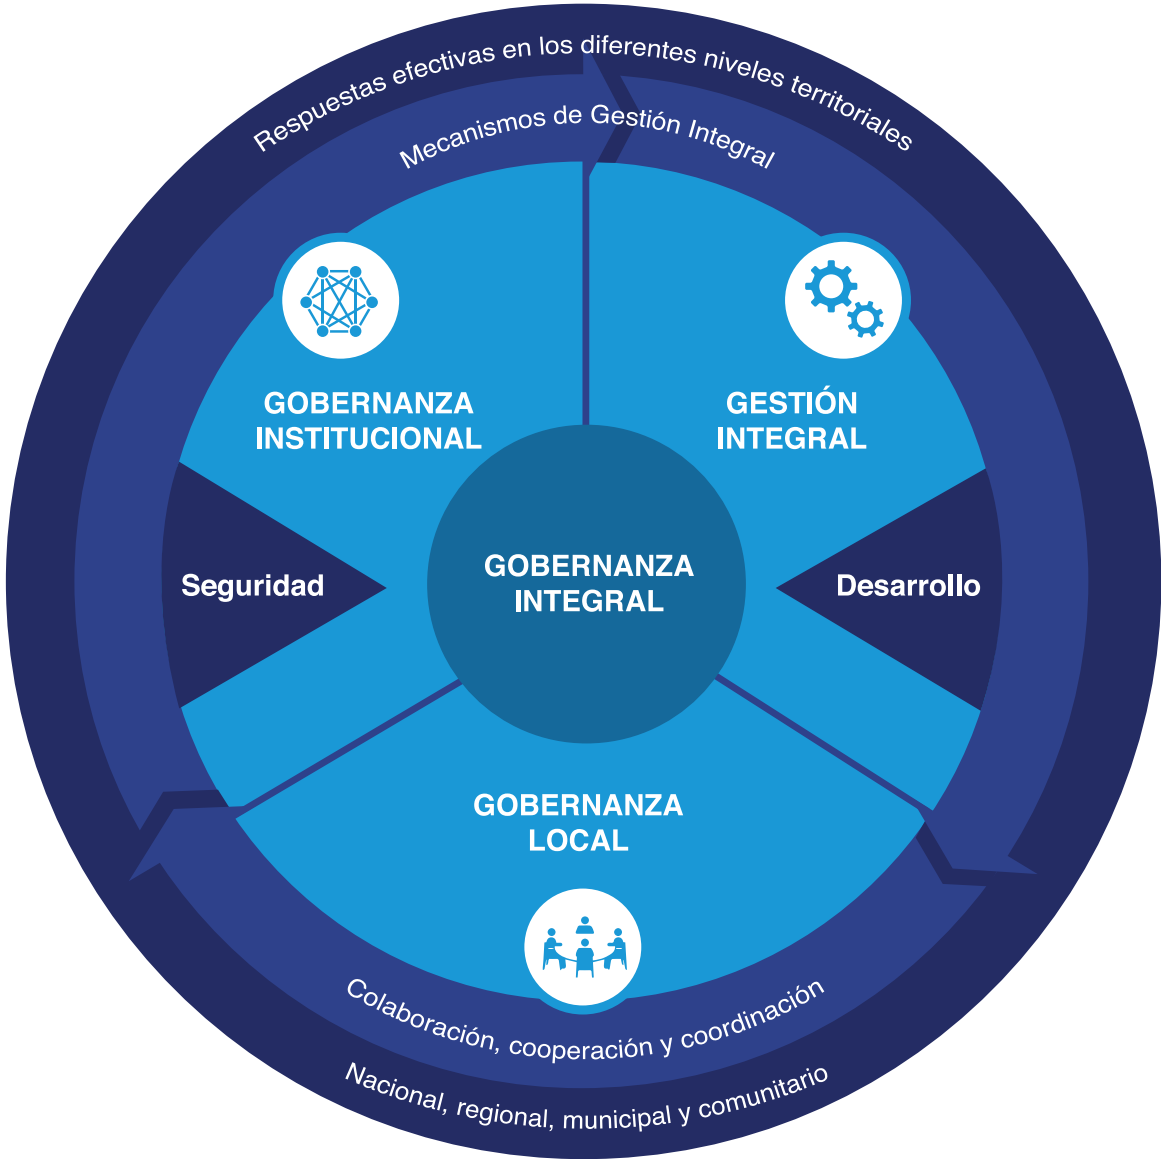 Respuestas efectivas en los diferentes niveles territoriales
Mecanismos de Gestión Integral
GOBERNANZA
INSTITUCIONAL
GESTIÓN
INTEGRAL
Seguridad
GOBERNANZA
INTEGRAL
Desarrollo
GOBERNANZA
LOCAL
Colaboración, cooperación y coordinación
Nacional, regional, municipal y comunitario